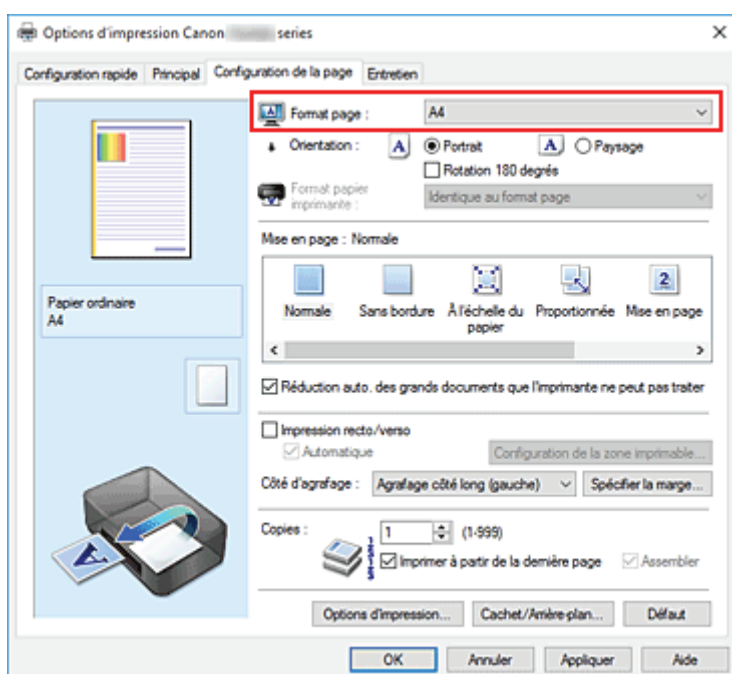 Options d'impression Canon series
Configuration rapide Principal Configuration de la page Entretien
Format page : A4
Orientation : A Portrait A Paysage
Rotation 180 degrés
Format papier
imprimante : Identique au format page
Mise en page : Normale
2
Normale Sans bordure À l'échelle du
papier Proportionnée Mise en page
Papier ordinaire
A4
Réduction auto. des grands documents que l'imprimante ne peut pas traiter
Impression recto/verso
Automatique Configuration de la zone imprimable...
Côté d'agrafage : Agrafage côté long (gauche) Spécifier la marge...
Copies : 1 (1-999)
Imprimer à partir de la dernière page Assembler
A
Options d'impression... Cachet/Arrière-plan... Défaut
OK Annuler Appliquer Aide